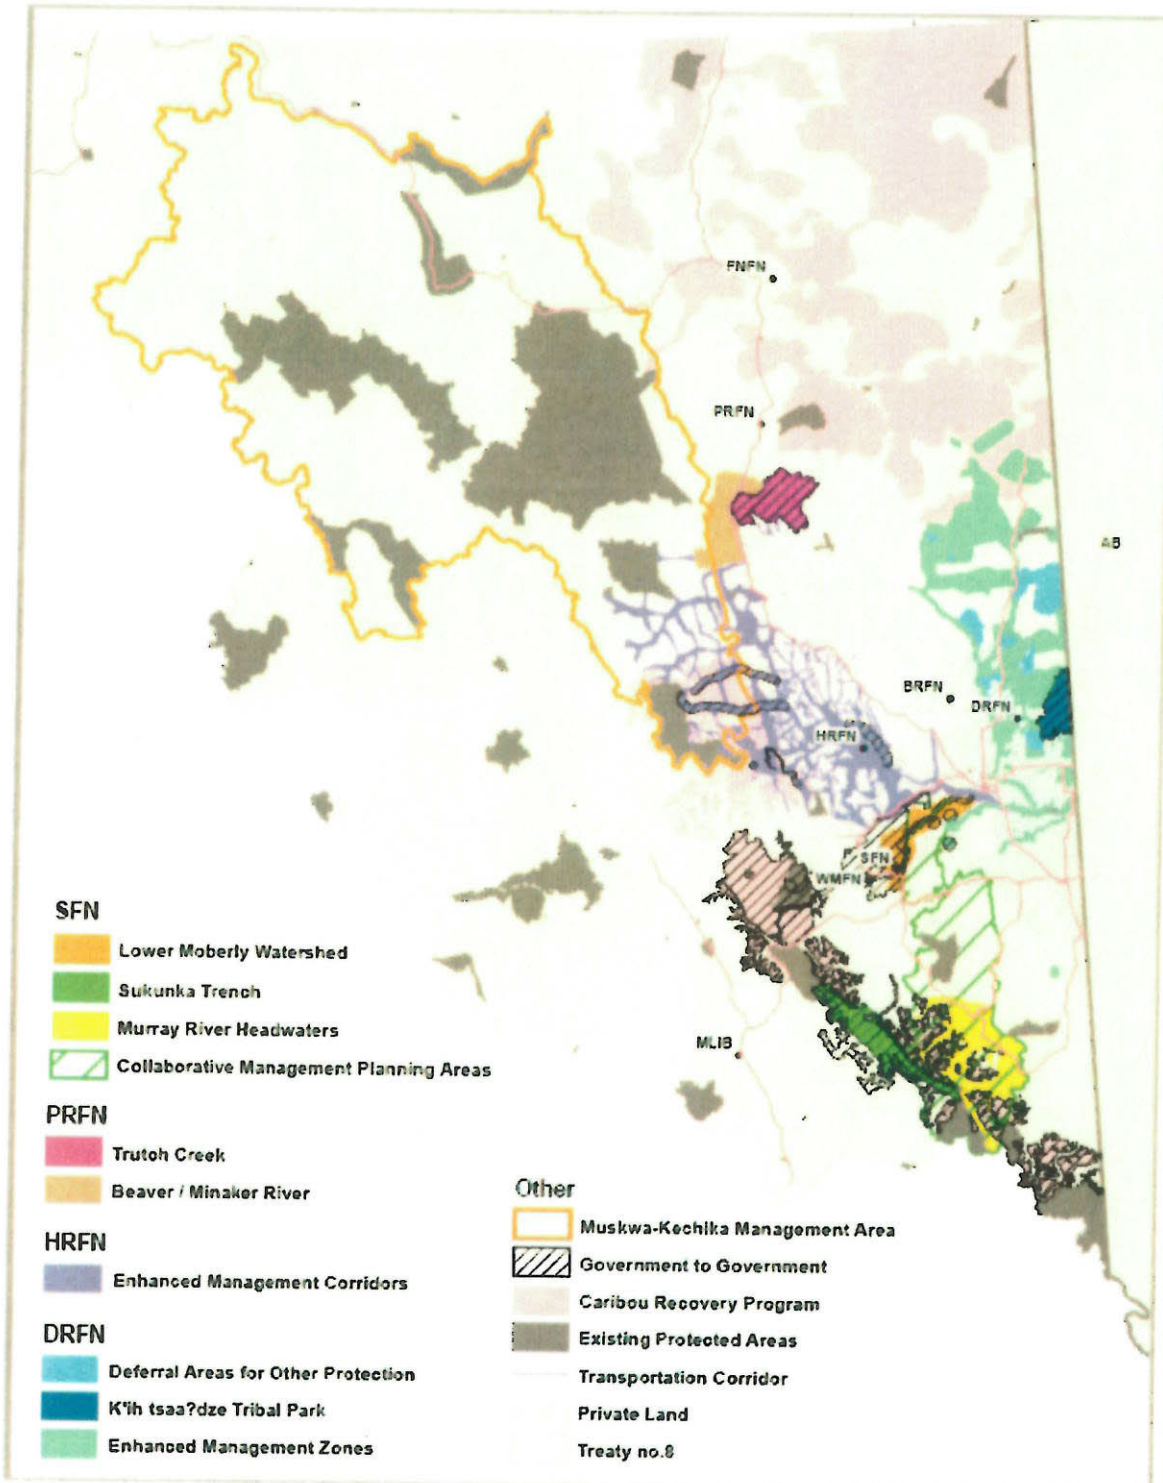 FNFN
PRFN
AB
BRFN
DRFN
HRFN
SFN
WMFN
MLIB
SFN
Lower Moberly Watershed
Sukunka Trench
Murray River Headwaters
Collaborative Management Planning Areas
PRFN
Trutch Creek
Beaver / Minaker River
HRFN
Enhanced Management Corridors
DRFN
Deferral Areas for Other Protection
K'ih tsaa?dze Tribal Park
Enhanced Management Zones
Other
Muskwa-Kechika Management Area
Government to Government
Caribou Recovery Program
Existing Protected Areas
Transportation Corridor
Private Land
Treaty no.8